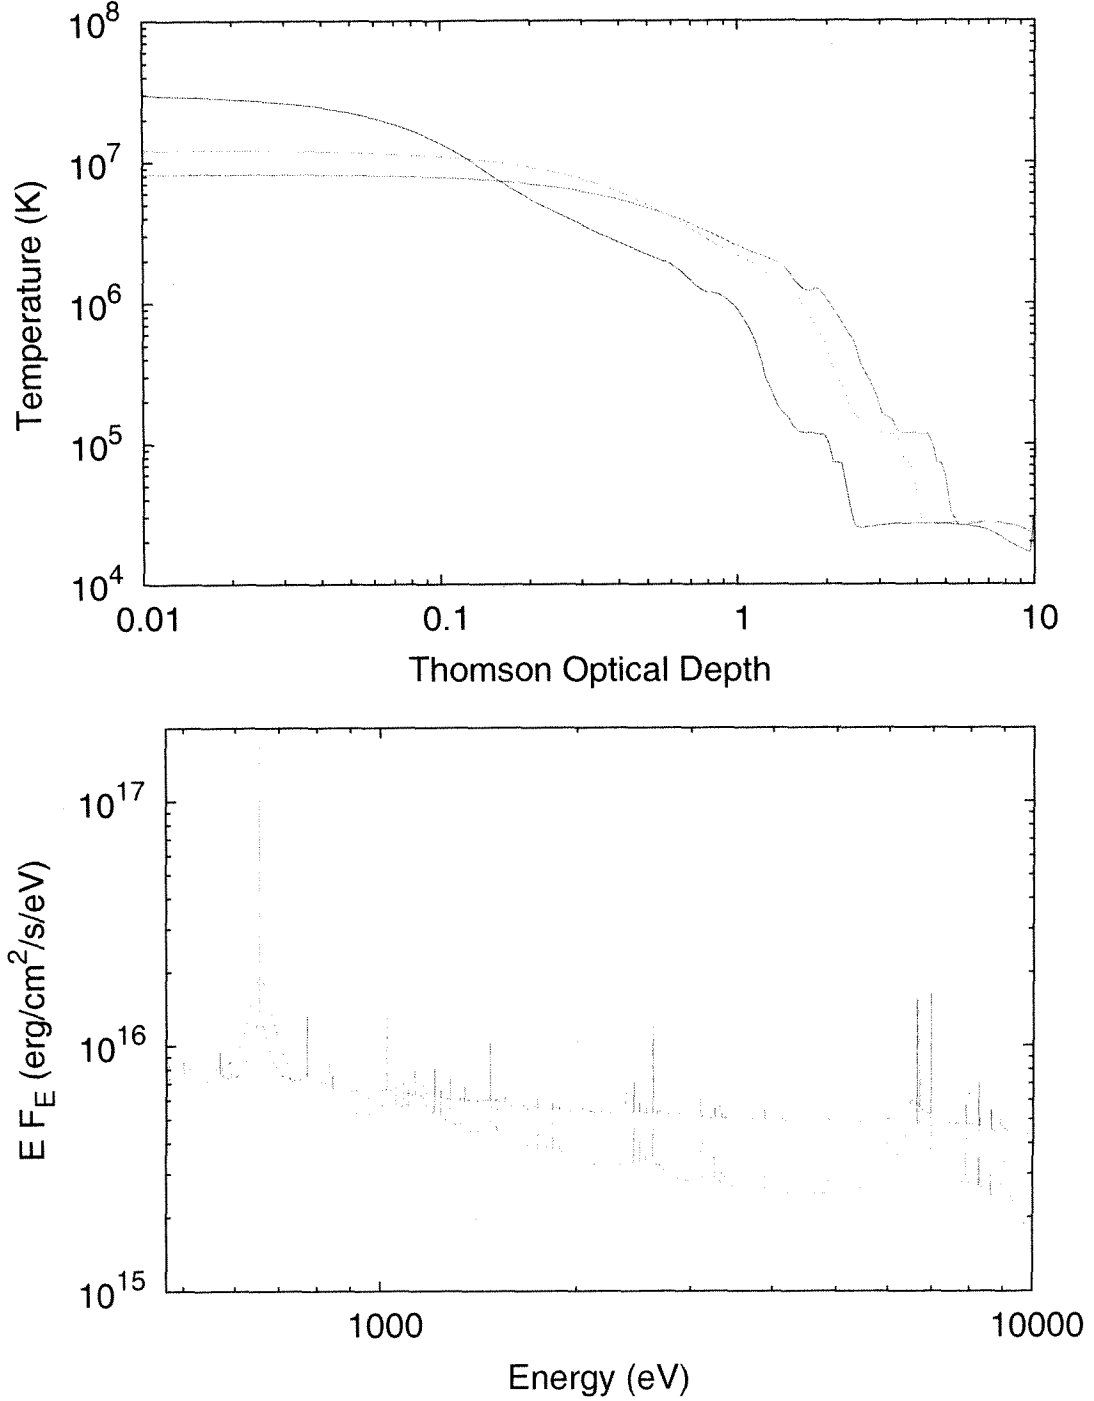 10^8
10^7
10^6
10^5
10^4
Temperature (K)
0.01 0.1 1 10
Thomson Optical Depth
10^17
10^16
10^15
E F_E (erg/cm^2/s/eV)
1000 10000
Energy (eV)